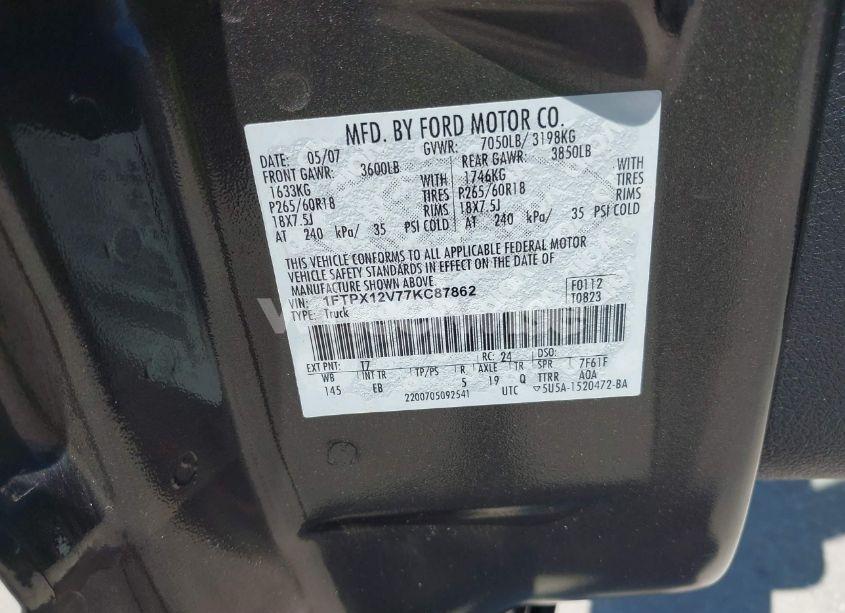 MFD. BY FORD MOTOR CO.
DATE: 05/07 GVWR: 7050LB/ 3198KG
FRONT GAWR: 3600LB REAR GAWR: 3850LB
1633KG WITH 1746KG WITH
P265/60R18 TIRES P265/60R18 TIRES
18X7.5J RIMS 18X7.5J RIMS
AT 240 kPa/ 35 PSI COLD AT 240 kPa/ 35 PSI COLD
THIS VEHICLE CONFORMS TO ALL APPLICABLE FEDERAL MOTOR
VEHICLE SAFETY STANDARDS IN EFFECT ON THE DATE OF
MANUFACTURE SHOWN ABOVE.
VIN: 1FTPX12V77KC87862 F0112
TYPE: Truck T0823
EXT PNT: T7 RC: 24 DSO:
WB INT TR TP/PS R AXLE TR SPR 7F61F
145 EB 5 19 Q TTRR AQA
2200705092541 UTC ▽5U5A-1520472-BA